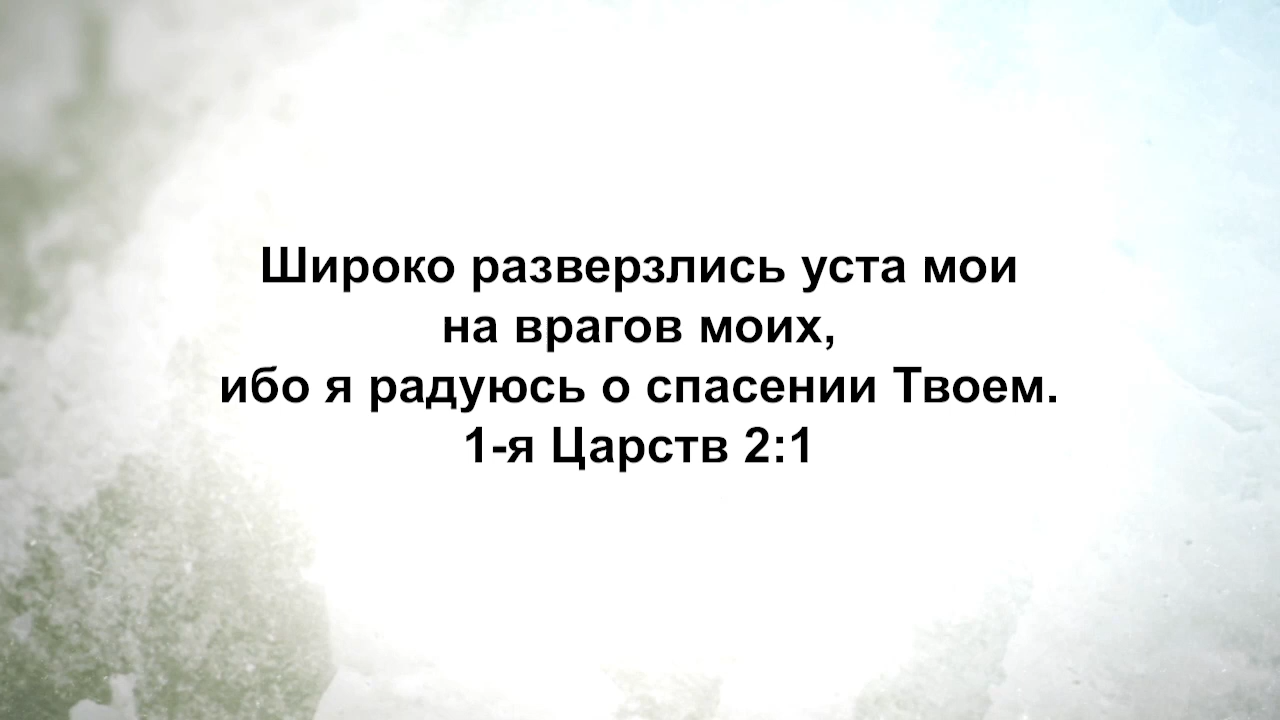 Широко разверзлись уста мои
на врагов моих,
ибо я радуюсь о спасении Твоем.
1-я Царств 2:1